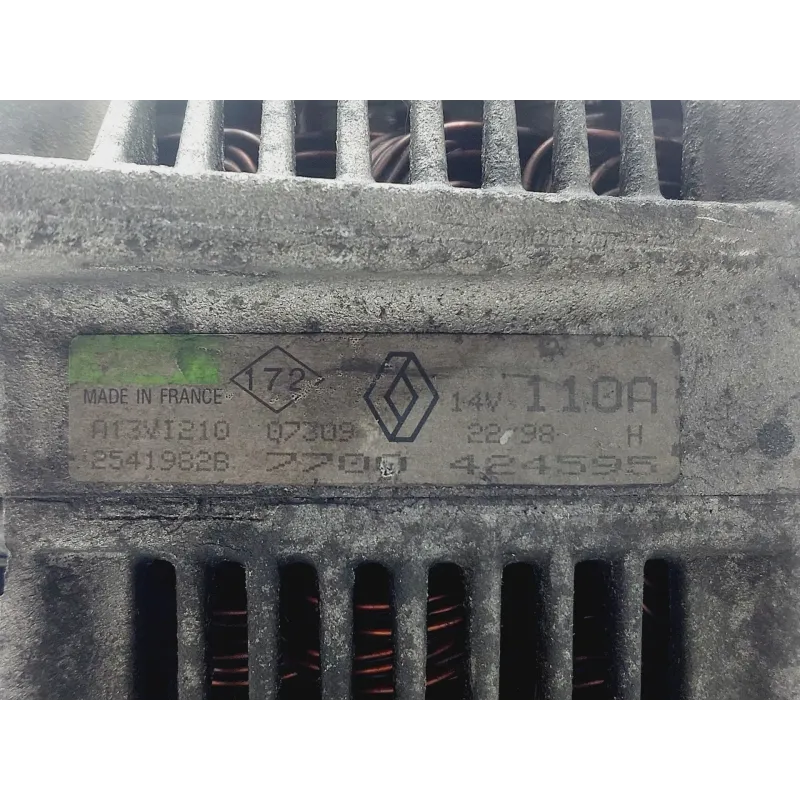 172
MADE IN FRANCE
14V 110A
A13VI210 07309 22/98 H
2541982B 7700 424595